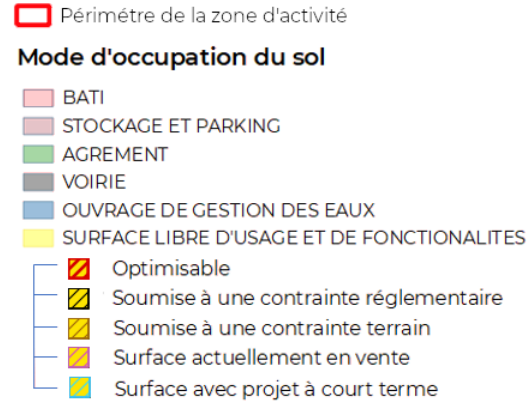 Périmétre de la zone d'activité
Mode d'occupation du sol
BATI
STOCKAGE ET PARKING
AGREMENT
VOIRIE
OUVRAGE DE GESTION DES EAUX
SURFACE LIBRE D'USAGE ET DE FONCTIONALITES
Optimisable
Soumise à une contrainte réglementaire
Soumise à une contrainte terrain
Surface actuellement en vente
Surface avec projet à court terme